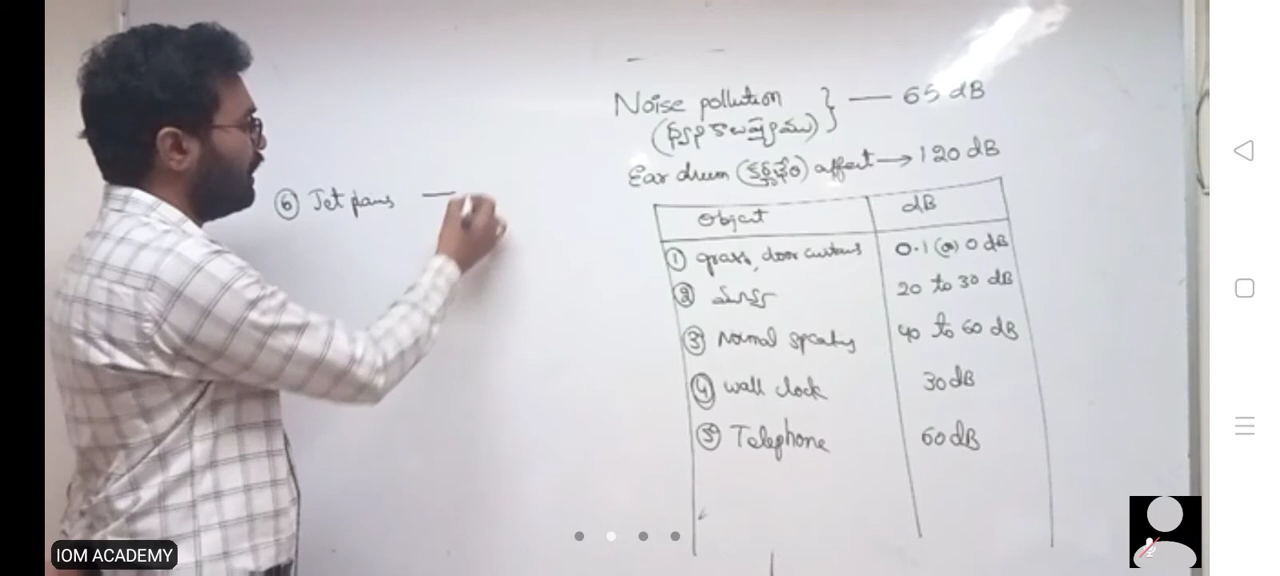 Noise pollution } — 65 dB
(ధ్వని కాలుష్యము)
Ear drum (కర్ణభేరి) affect → 120 dB
Object dB
① grass, door curtains 0.1 (or) 0 dB
② 20 to 30 dB
③ Normal speaking 40 to 60 dB
④ wall clock 30 dB
⑤ Telephone 60 dB
⑥ Jet plans —
IOM ACADEMY